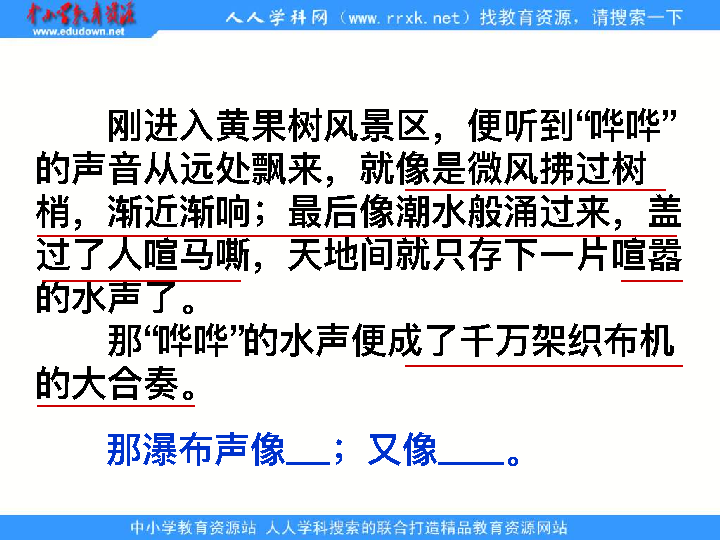 中小学教育资源
www.edudown.net
人人学科网（www.rrxk.net）找教育资源，请搜索一下
刚进入黄果树风景区，便听到“哗哗”
的声音从远处飘来，就像是微风拂过树
梢，渐近渐响；最后像潮水般涌过来，盖
过了人喧马嘶，天地间就只存下一片喧嚣
的水声了。
那“哗哗”的水声便成了千万架织布机
的大合奏。
那瀑布声像__；又像___。
中小学教育资源站 人人学科搜索的联合打造精品教育资源网站